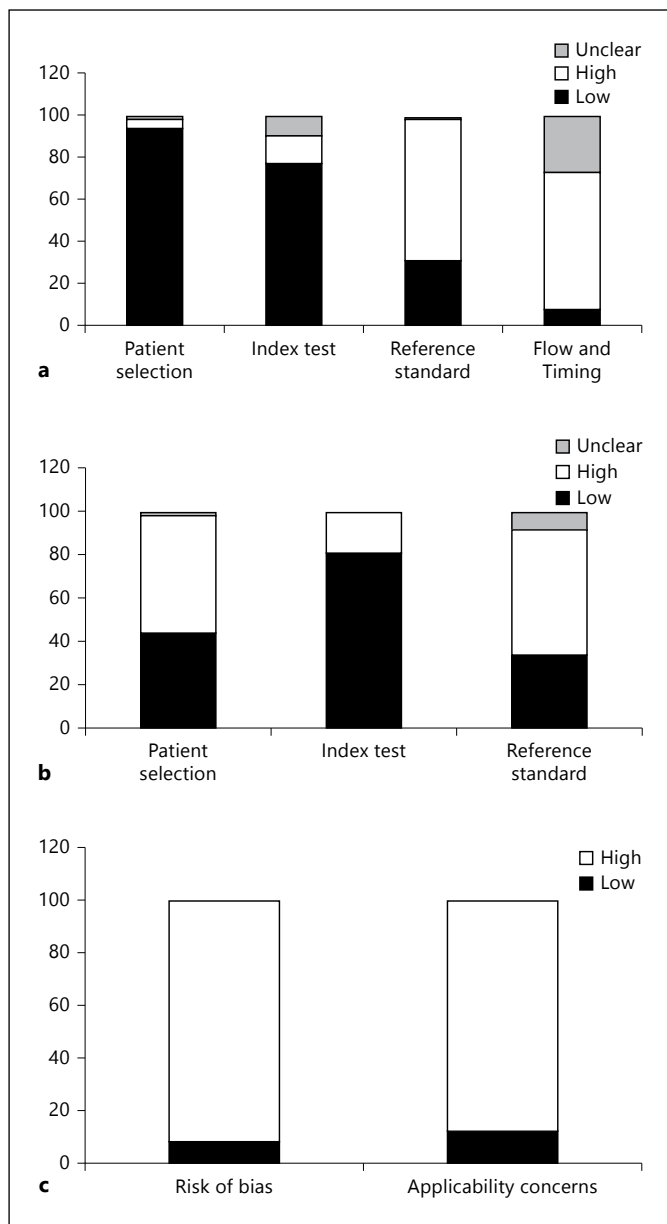 Unclear
High
Low
120
100
80
60
40
20
0
Patient selection
Index test
Reference standard
Flow and Timing
a
Unclear
High
Low
120
100
80
60
40
20
0
Patient selection
Index test
Reference standard
b
High
Low
120
100
80
60
40
20
0
Risk of bias
Applicability concerns
c